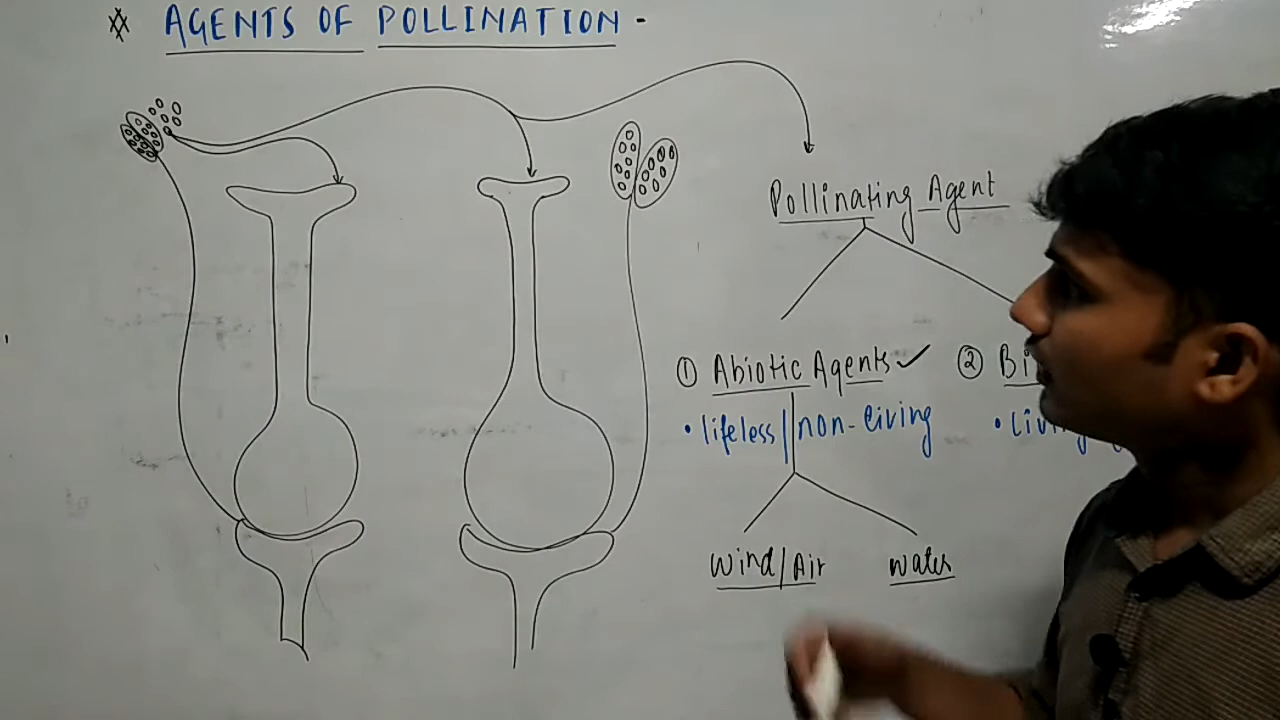 * AGENTS OF POLLINATION -
Pollinating Agent
① Abiotic Agents ✓ ② Bi
• lifeless/non-living • Livi
Wind/Air water